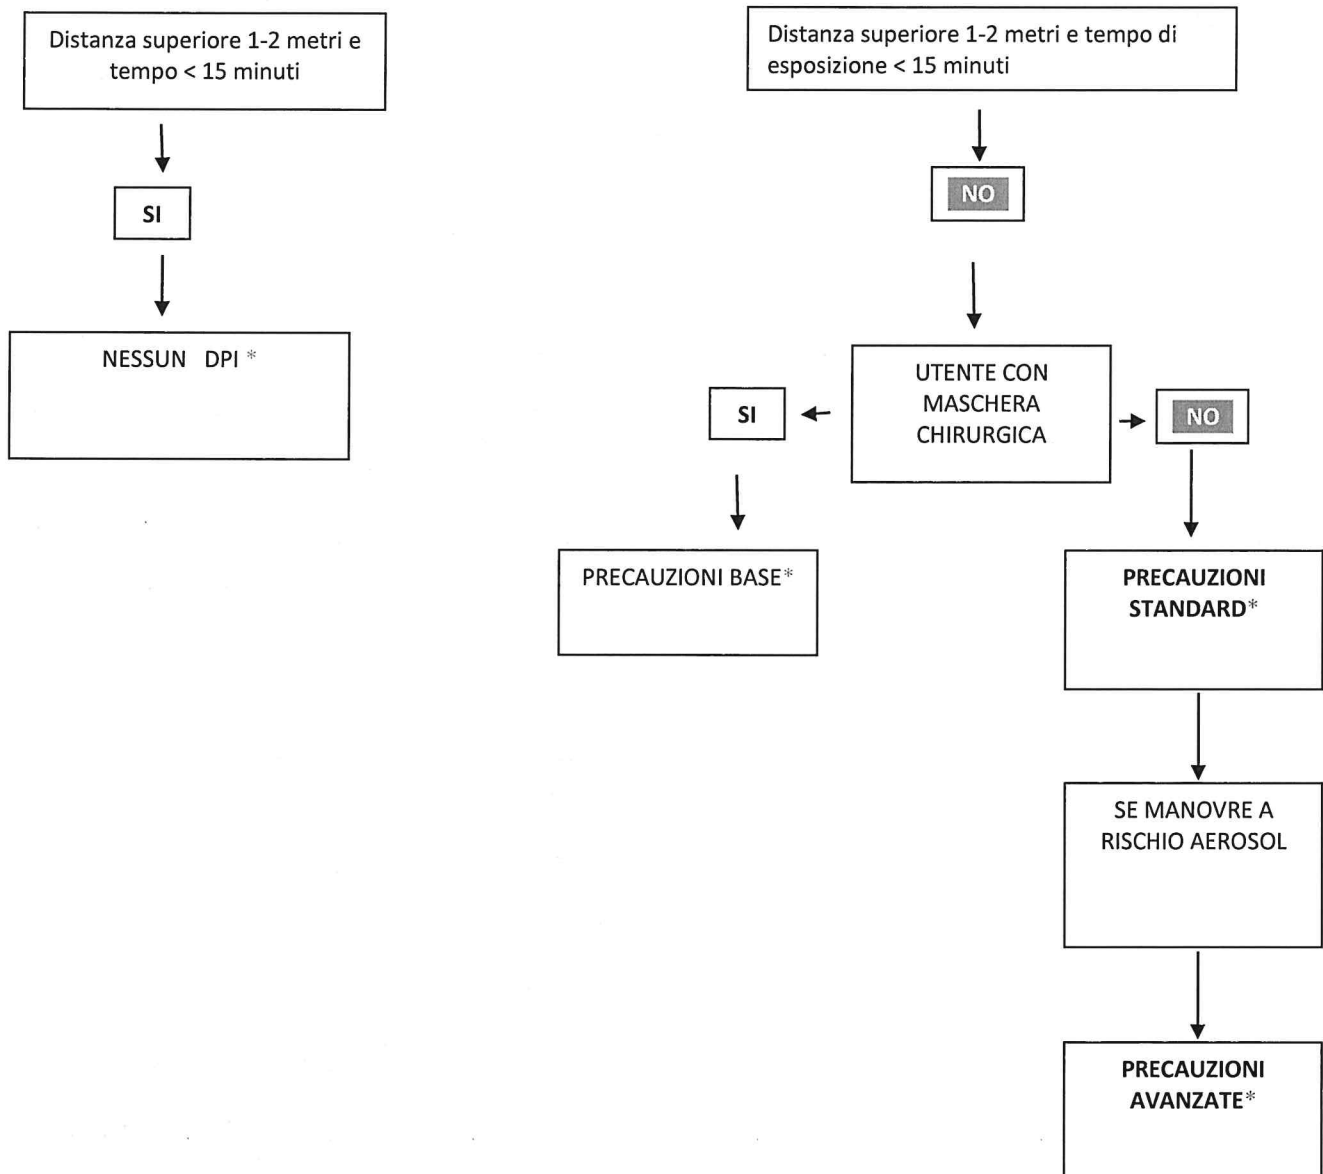 Distanza superiore 1-2 metri e
tempo < 15 minuti
SI
NESSUN DPI *
Distanza superiore 1-2 metri e tempo di
esposizione < 15 minuti
NO
UTENTE CON
MASCHERA
CHIRURGICA
SI
NO
PRECAUZIONI BASE*
PRECAUZIONI
STANDARD*
SE MANOVRE A
RISCHIO AEROSOL
PRECAUZIONI
AVANZATE*